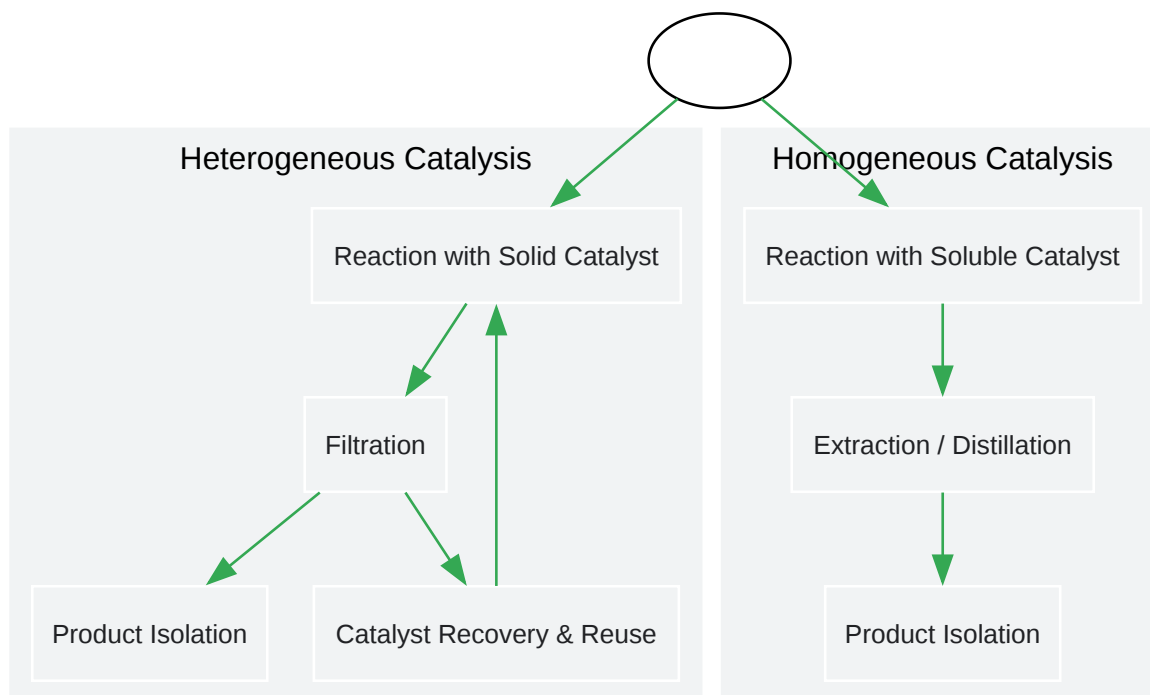 Heterogeneous Catalysis
Reaction with Solid Catalyst
Filtration
Product Isolation
Catalyst Recovery & Reuse
Homogeneous Catalysis
Reaction with Soluble Catalyst
Extraction / Distillation
Product Isolation